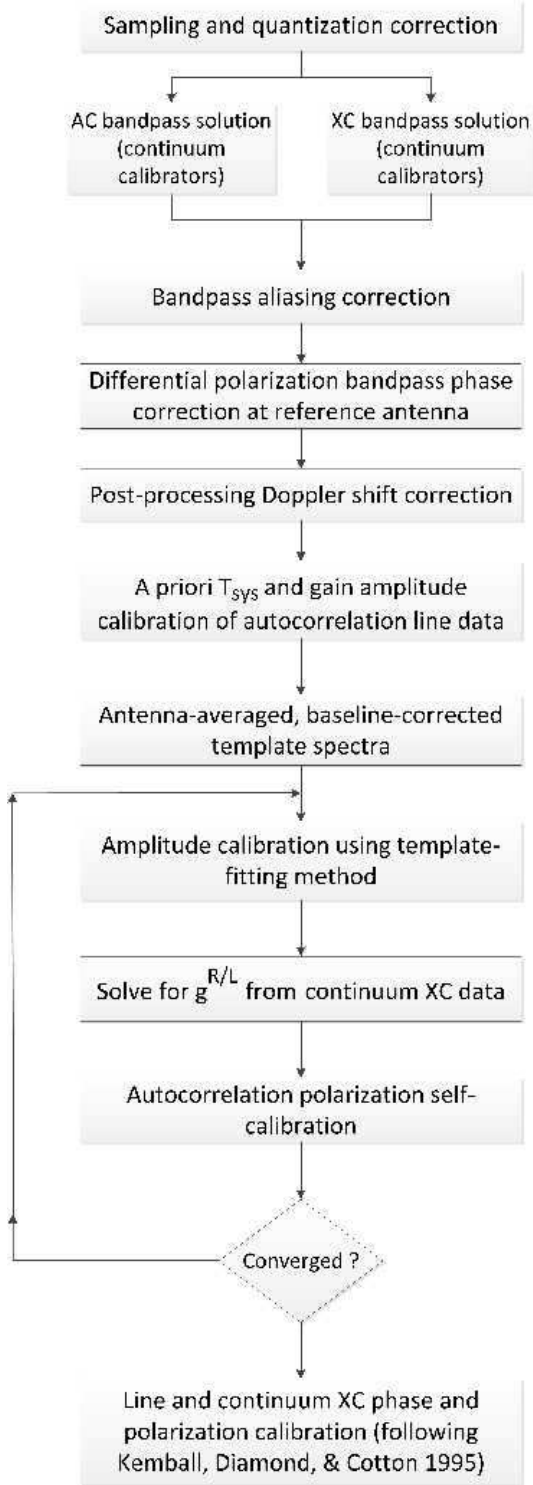 Sampling and quantization correction
AC bandpass solution
(continuum
calibrators)
XC bandpass solution
(continuum
calibrators)
Bandpass aliasing correction
Differential polarization bandpass phase
correction at reference antenna
Post-processing Doppler shift correction
A priori Tsys and gain amplitude
calibration of autocorrelation line data
Antenna-averaged, baseline-corrected
template spectra
Amplitude calibration using template-
fitting method
Solve for g^R/L from continuum XC data
Autocorrelation polarization self-
calibration
Converged ?
Line and continuum XC phase and
polarization calibration (following
Kemball, Diamond, & Cotton 1995)